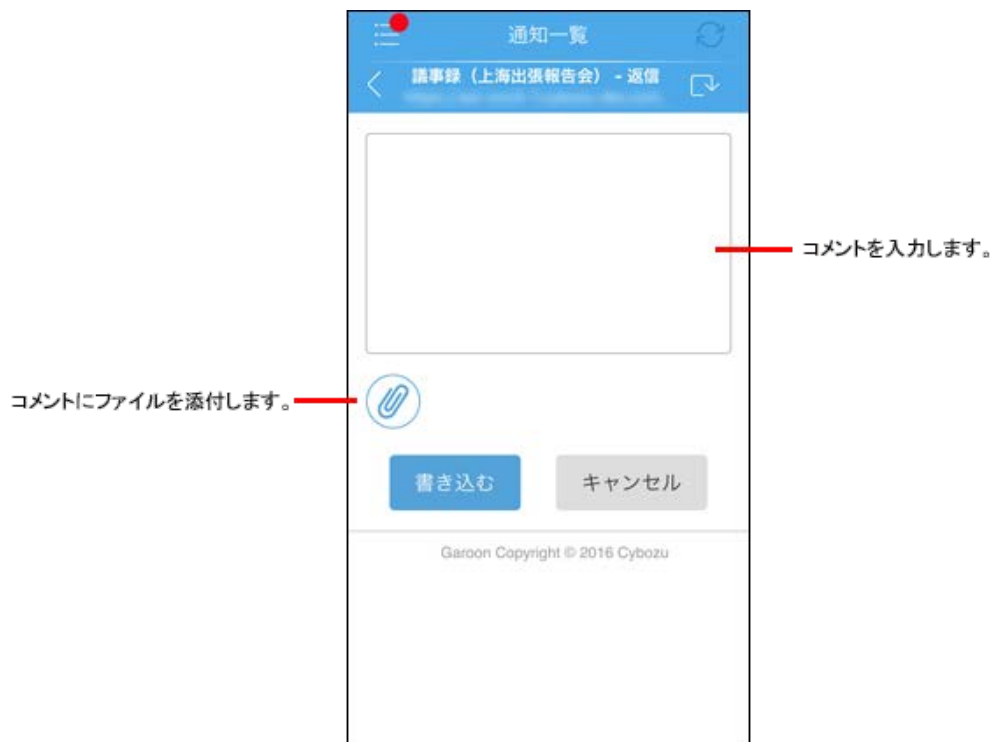 通知一覧
議事録（上海出張報告会） - 返信
コメントを入力します。
コメントにファイルを添付します。
書き込む
キャンセル
Garoon Copyright © 2016 Cybozu